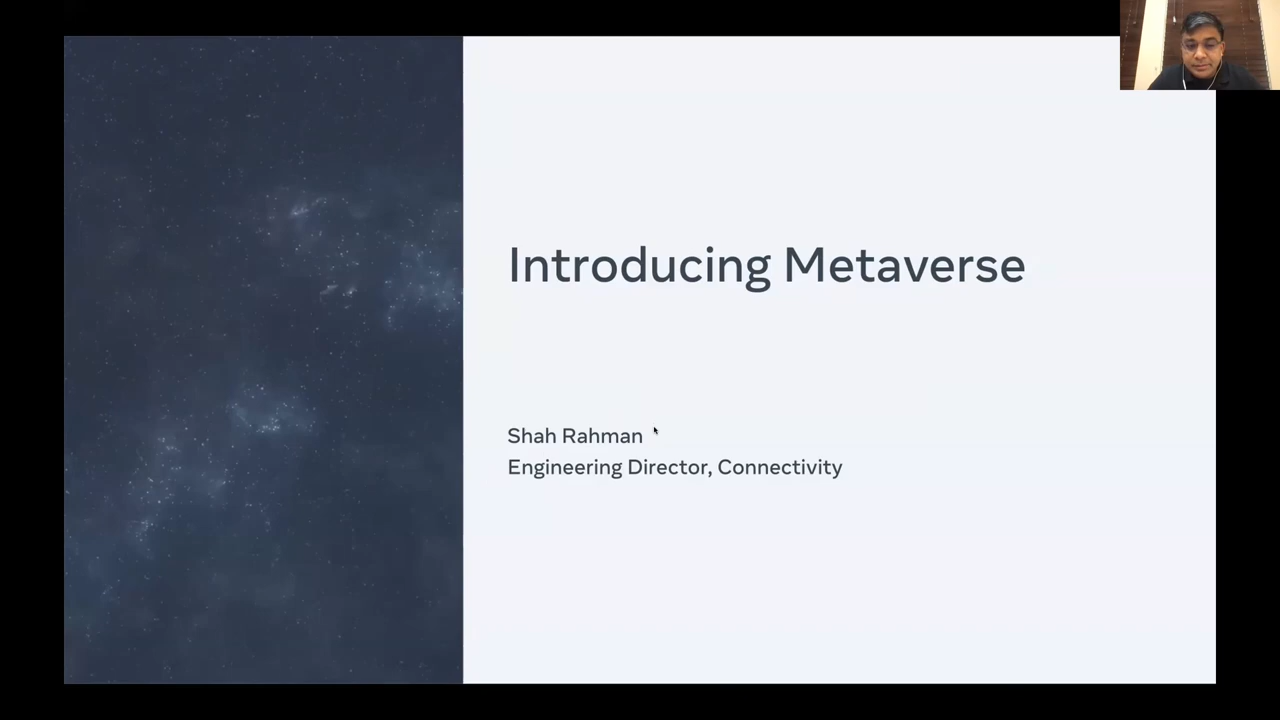 Introducing Metaverse
Shah Rahman
Engineering Director, Connectivity